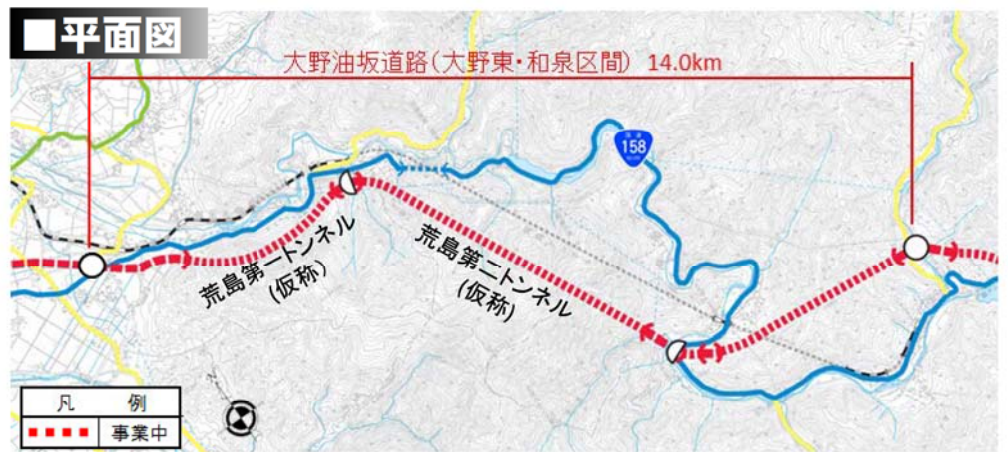 ■平面図
大野油坂道路(大野東・和泉区間) 14.0km
158
荒島第一トンネル
(仮称)
荒島第二トンネル
(仮称)
凡 例
事業中